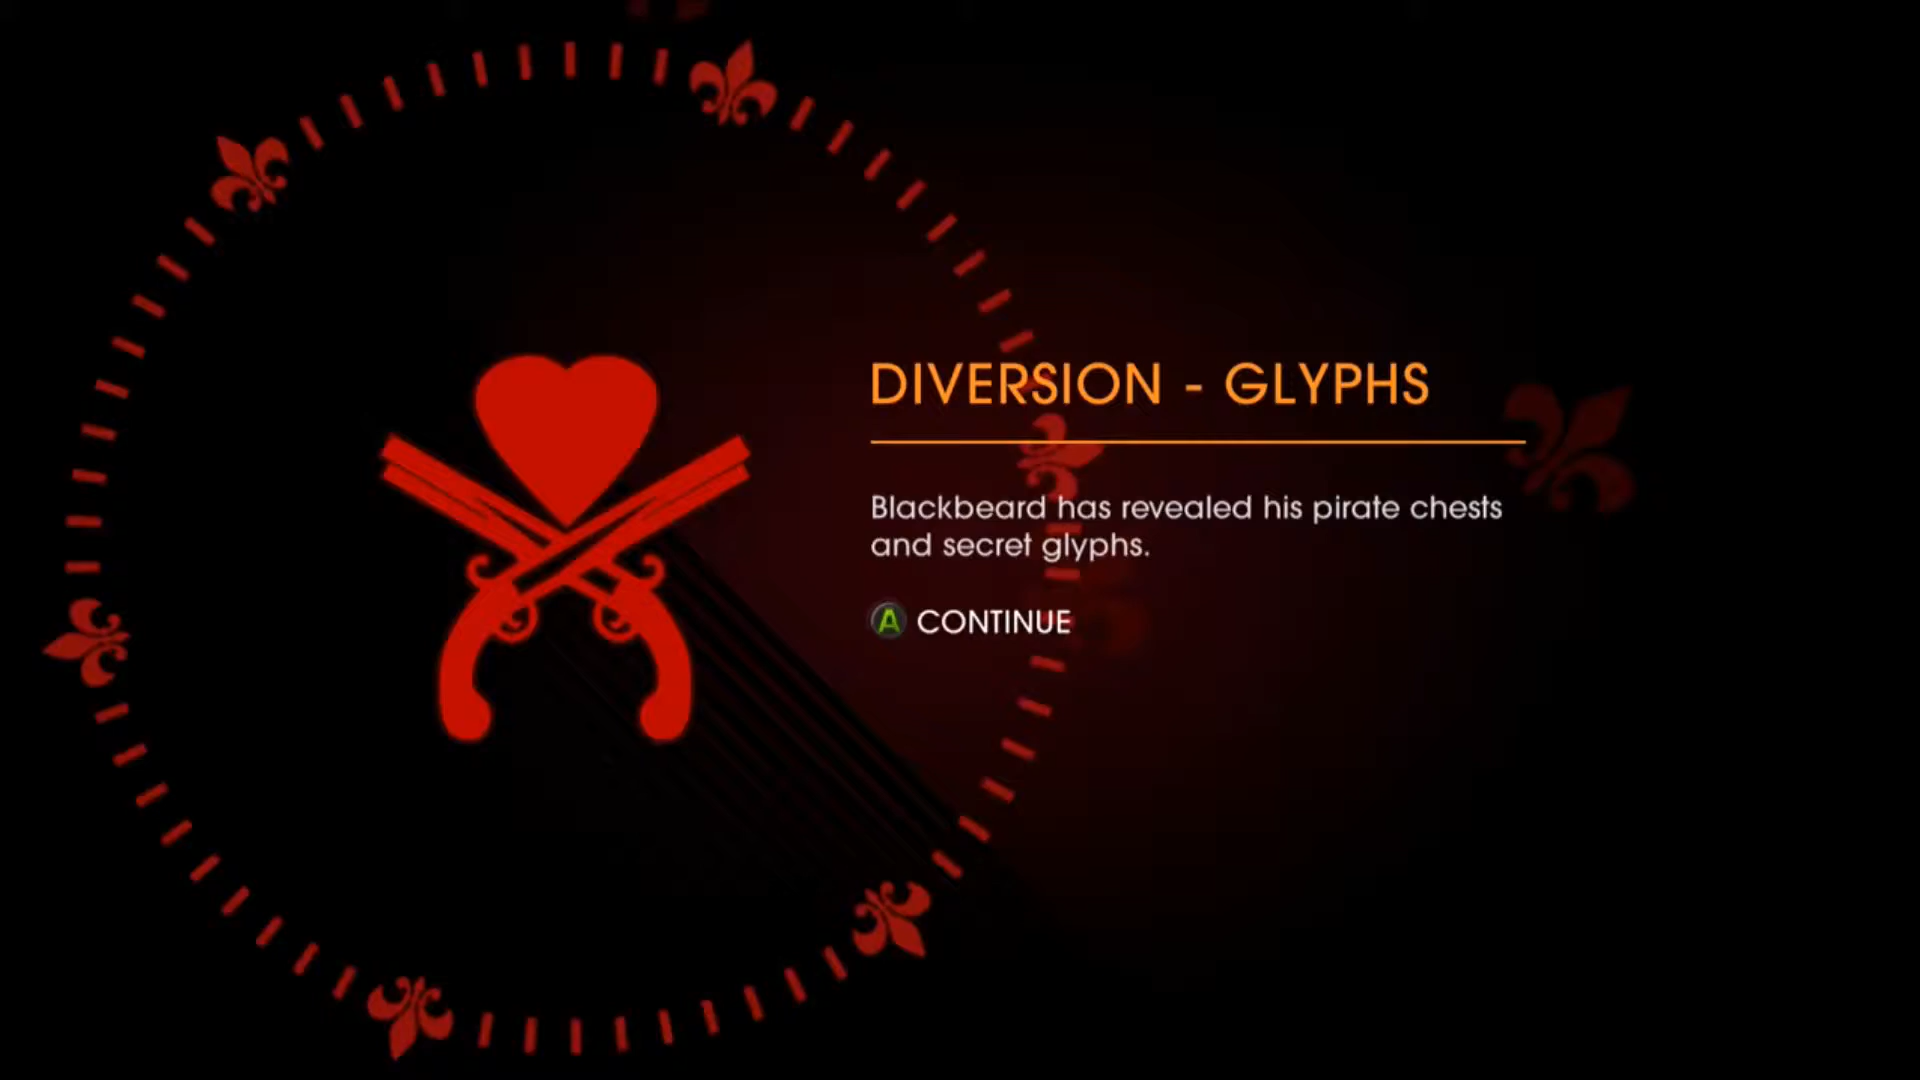 DIVERSION - GLYPHS
Blackbeard has revealed his pirate chests
and secret glyphs.
A CONTINUE